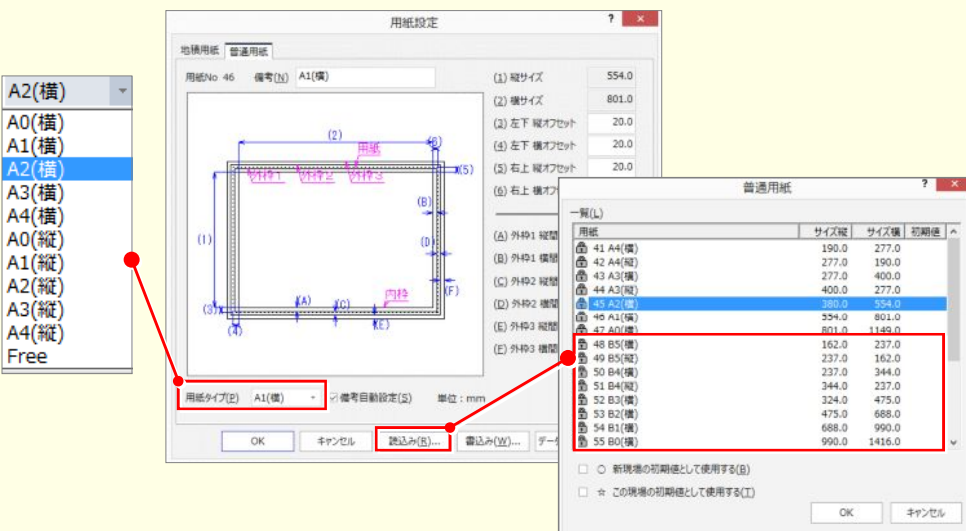 A2(横)
A0(横)
A1(横)
A2(横)
A3(横)
A4(横)
A0(縦)
A1(縦)
A2(縦)
A3(縦)
A4(縦)
Free
用紙設定
?
×
地積用紙 普通用紙
用紙No 46 備考(N) A1(横)
(1) 縦サイズ 554.0
(2) 横サイズ 801.0
(3) 左下 縦オフセット 20.0
(4) 左下 横オフセット 20.0
(5) 右上 縦オフセット 20.0
(6) 右上 横オフ
(A) 外枠1 縦間
(B) 外枠1 横間
(C) 外枠2 縦間
(D) 外枠2 横間
(E) 外枠3 縦間
(F) 外枠3 横間
(2)
(6)
用紙
外枠1 外枠2 外枠3
(5)
(B)
(1)
(D)
内枠
(F)
(A)
(C)
(3)
(E)
(4)
用紙タイプ(P) A1(横) 備考自動設定(S) 単位 : mm
OK キャンセル 読込み(R)... 書込み(W)... データ
普通用紙
?
×
一覧(L)
用紙 サイズ縦 サイズ横 初期値
41 A4(横) 190.0 277.0
42 A4(縦) 277.0 190.0
43 A3(横) 277.0 400.0
44 A3(縦) 400.0 277.0
45 A2(横) 380.0 554.0
46 A1(横) 554.0 801.0
47 A0(横) 801.0 1149.0
48 B5(横) 162.0 237.0
49 B5(縦) 237.0 162.0
50 B4(横) 237.0 344.0
51 B4(縦) 344.0 237.0
52 B3(横) 324.0 475.0
53 B2(横) 475.0 688.0
54 B1(横) 688.0 990.0
55 B0(横) 990.0 1416.0
○ 新現場の初期値として使用する(B)
☆ この現場の初期値として使用する(T)
OK キャンセル